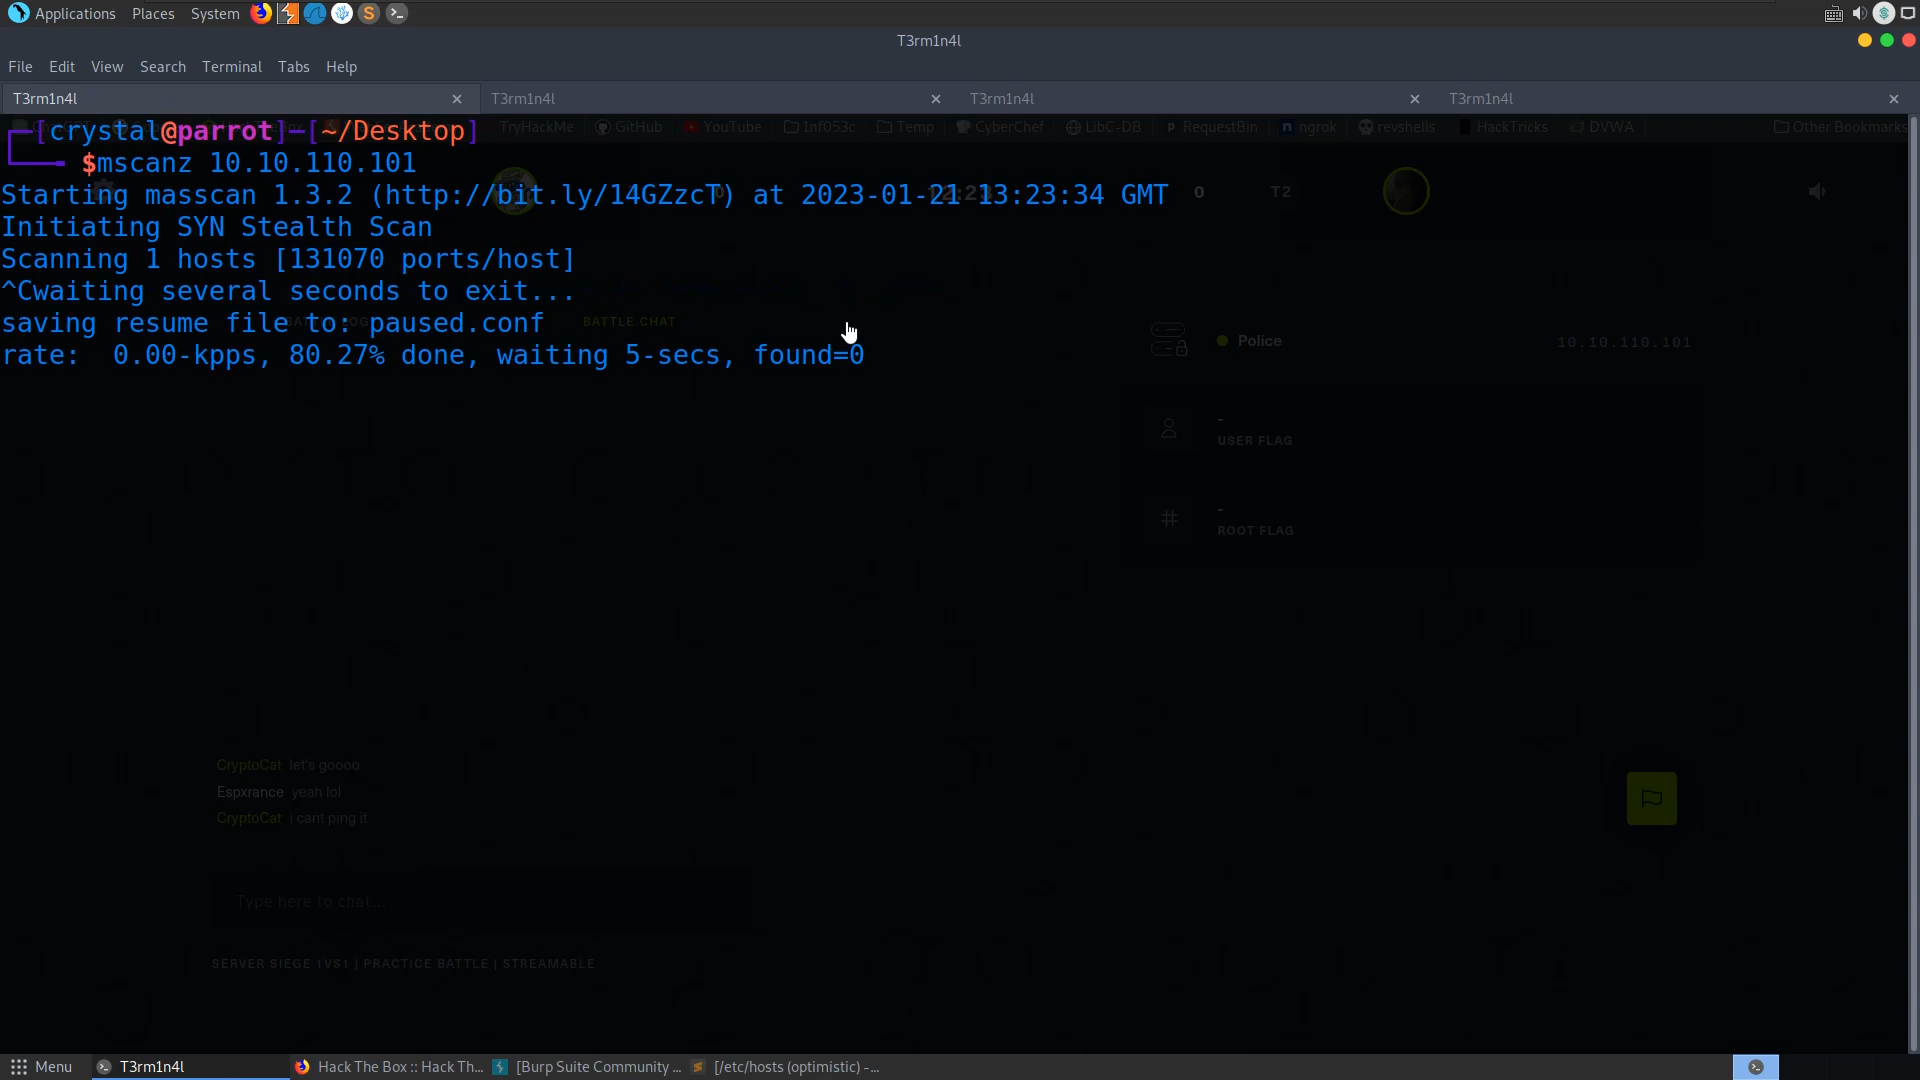 Applications Places System
T3rm1n4l
File Edit View Search Terminal Tabs Help
T3rm1n4l × T3rm1n4l × T3rm1n4l × T3rm1n4l ×
[crystal@parrot]─[~/Desktop]
TryHackMe GitHub YouTube Inf053c Temp CyberChef LibC-DB RequestBin ngrok revshells HackTricks DVWA Other Bookmarks
$mscanz 10.10.110.101
Starting masscan 1.3.2 (http://bit.ly/14GZzcT) at 2023-01-21 13:23:34 GMT
12:23 0 T2
Initiating SYN Stealth Scan
Scanning 1 hosts [131070 ports/host]
^Cwaiting several seconds to exit...
saving resume file to: paused.conf
BATTLE CHAT
Police 10.10.110.101
rate: 0.00-kpps, 80.27% done, waiting 5-secs, found=0
-
USER FLAG
-
ROOT FLAG
CryptoCat let's goooo
Espxrance yeah lol
CryptoCat i cant ping it
Type here to chat...
SERVER SIEGE 1VS1 | PRACTICE BATTLE | STREAMABLE
Menu T3rm1n4l Hack The Box :: Hack Th... [Burp Suite Community ... [/etc/hosts (optimistic) -...